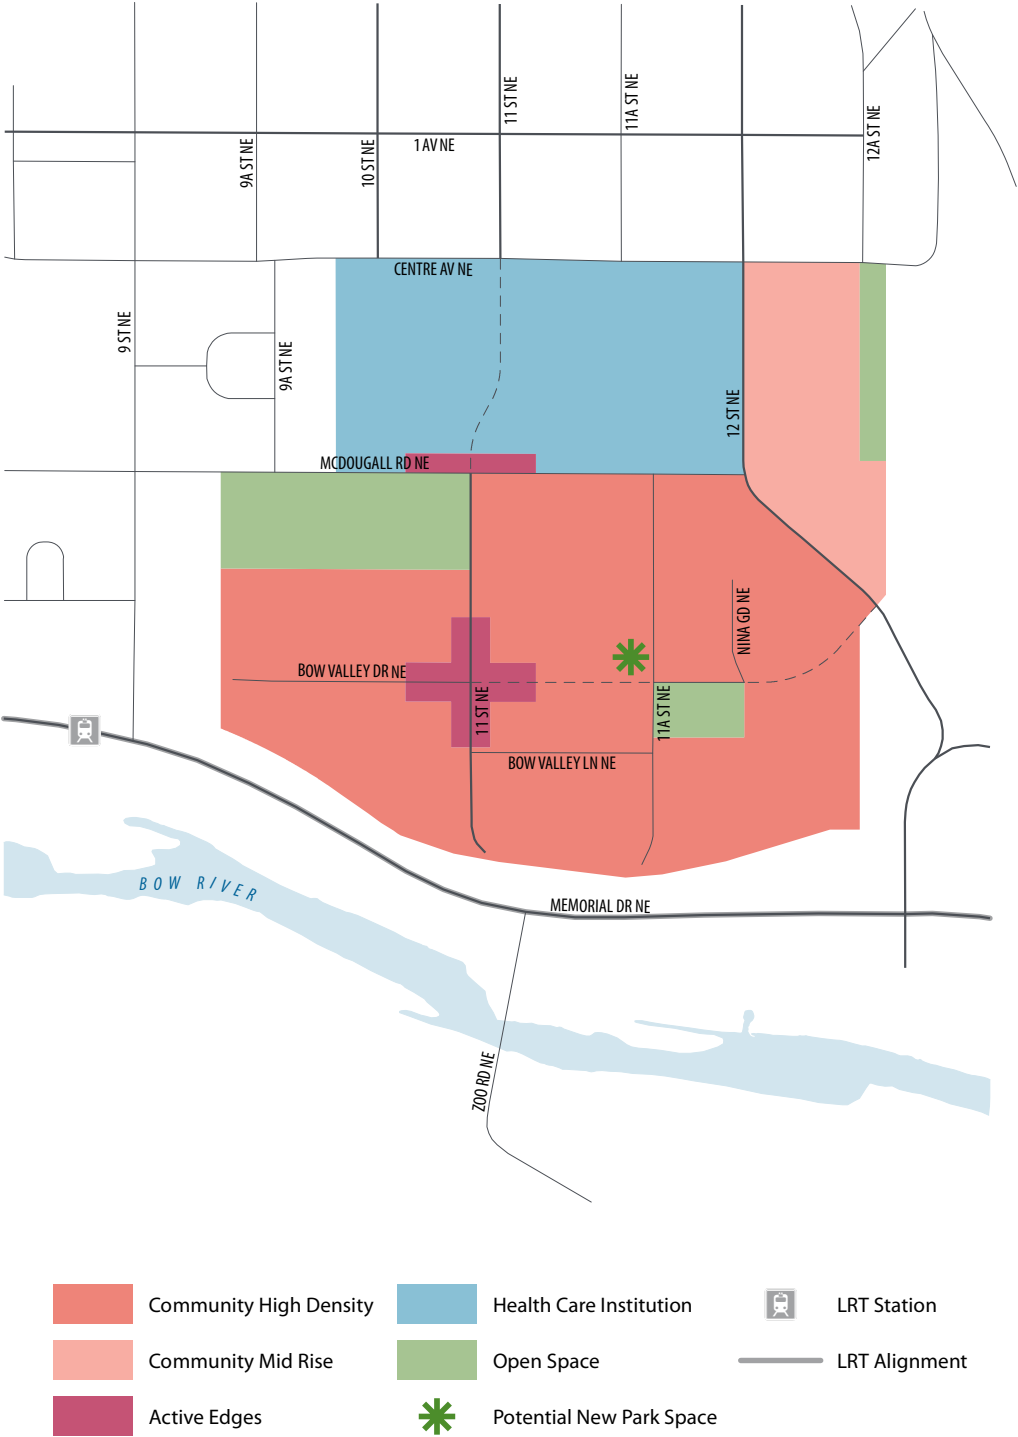 11 ST NE
11A ST NE
12A ST NE
1 AV NE
9A ST NE
10 ST NE
CENTRE AV NE
9 ST NE
9A ST NE
12 ST NE
MCDOUGALL RD NE
NINA GD NE
BOW VALLEY DR NE
11 ST NE
11A ST NE
BOW VALLEY LN NE
BOW RIVER
MEMORIAL DR NE
ZOO RD NE
Community High Density
Health Care Institution
LRT Station
Community Mid Rise
Open Space
LRT Alignment
Active Edges
Potential New Park Space